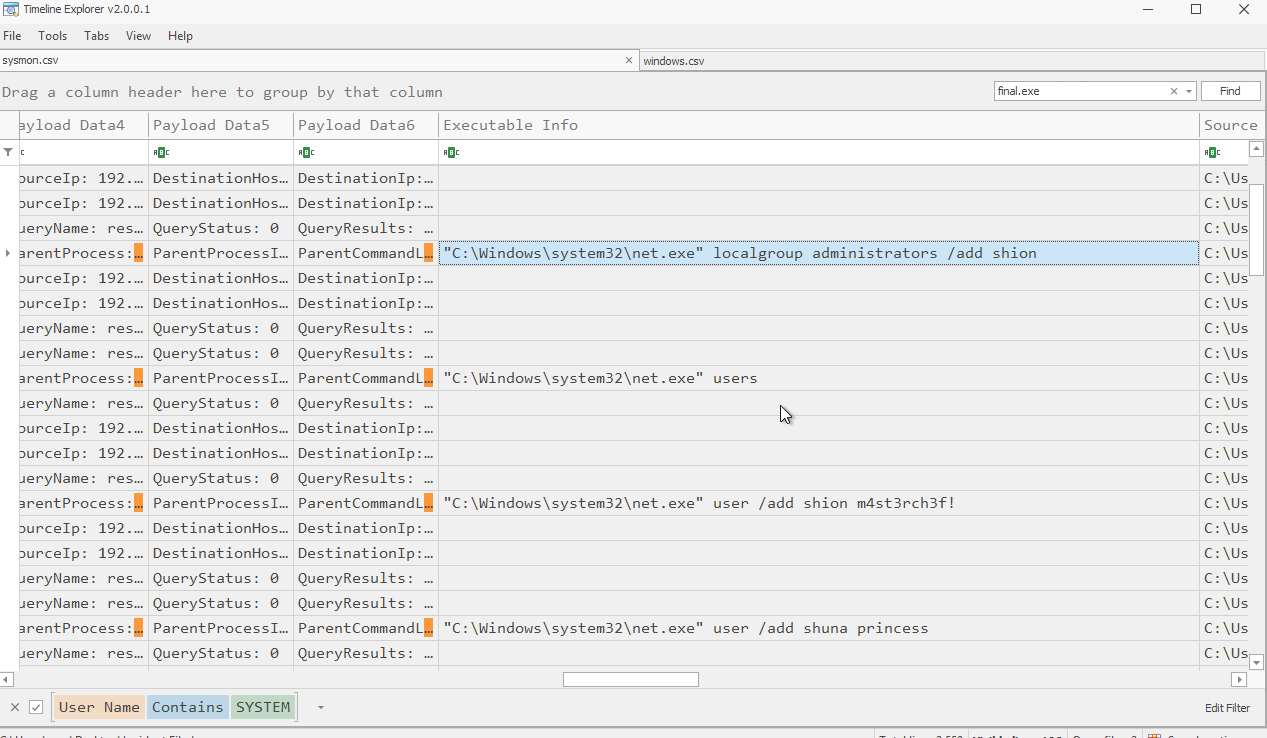 Timeline Explorer v2.0.0.1
File Tools Tabs View Help
sysmon.csv windows.csv
Drag a column header here to group by that column final.exe Find
ayload Data4 Payload Data5 Payload Data6 Executable Info Source
ourceIp: 192.… DestinationHos… DestinationIp:… C:\Us
ourceIp: 192.… DestinationHos… DestinationIp:… C:\Us
ueryName: res… QueryStatus: 0 QueryResults: … C:\Us
arentProcess:… ParentProcessI… ParentCommandL… "C:\Windows\system32\net.exe" localgroup administrators /add shion C:\Us
ourceIp: 192.… DestinationHos… DestinationIp:… C:\Us
ourceIp: 192.… DestinationHos… DestinationIp:… C:\Us
ueryName: res… QueryStatus: 0 QueryResults: … C:\Us
ueryName: res… QueryStatus: 0 QueryResults: … C:\Us
arentProcess:… ParentProcessI… ParentCommandL… "C:\Windows\system32\net.exe" users C:\Us
ueryName: res… QueryStatus: 0 QueryResults: … C:\Us
ourceIp: 192.… DestinationHos… DestinationIp:… C:\Us
ourceIp: 192.… DestinationHos… DestinationIp:… C:\Us
ueryName: res… QueryStatus: 0 QueryResults: … C:\Us
arentProcess:… ParentProcessI… ParentCommandL… "C:\Windows\system32\net.exe" user /add shion m4st3rch3f! C:\Us
ourceIp: 192.… DestinationHos… DestinationIp:… C:\Us
ourceIp: 192.… DestinationHos… DestinationIp:… C:\Us
ueryName: res… QueryStatus: 0 QueryResults: … C:\Us
ueryName: res… QueryStatus: 0 QueryResults: … C:\Us
arentProcess:… ParentProcessI… ParentCommandL… "C:\Windows\system32\net.exe" user /add shuna princess C:\Us
ueryName: res… QueryStatus: 0 QueryResults: … C:\Us
User Name Contains SYSTEM Edit Filter